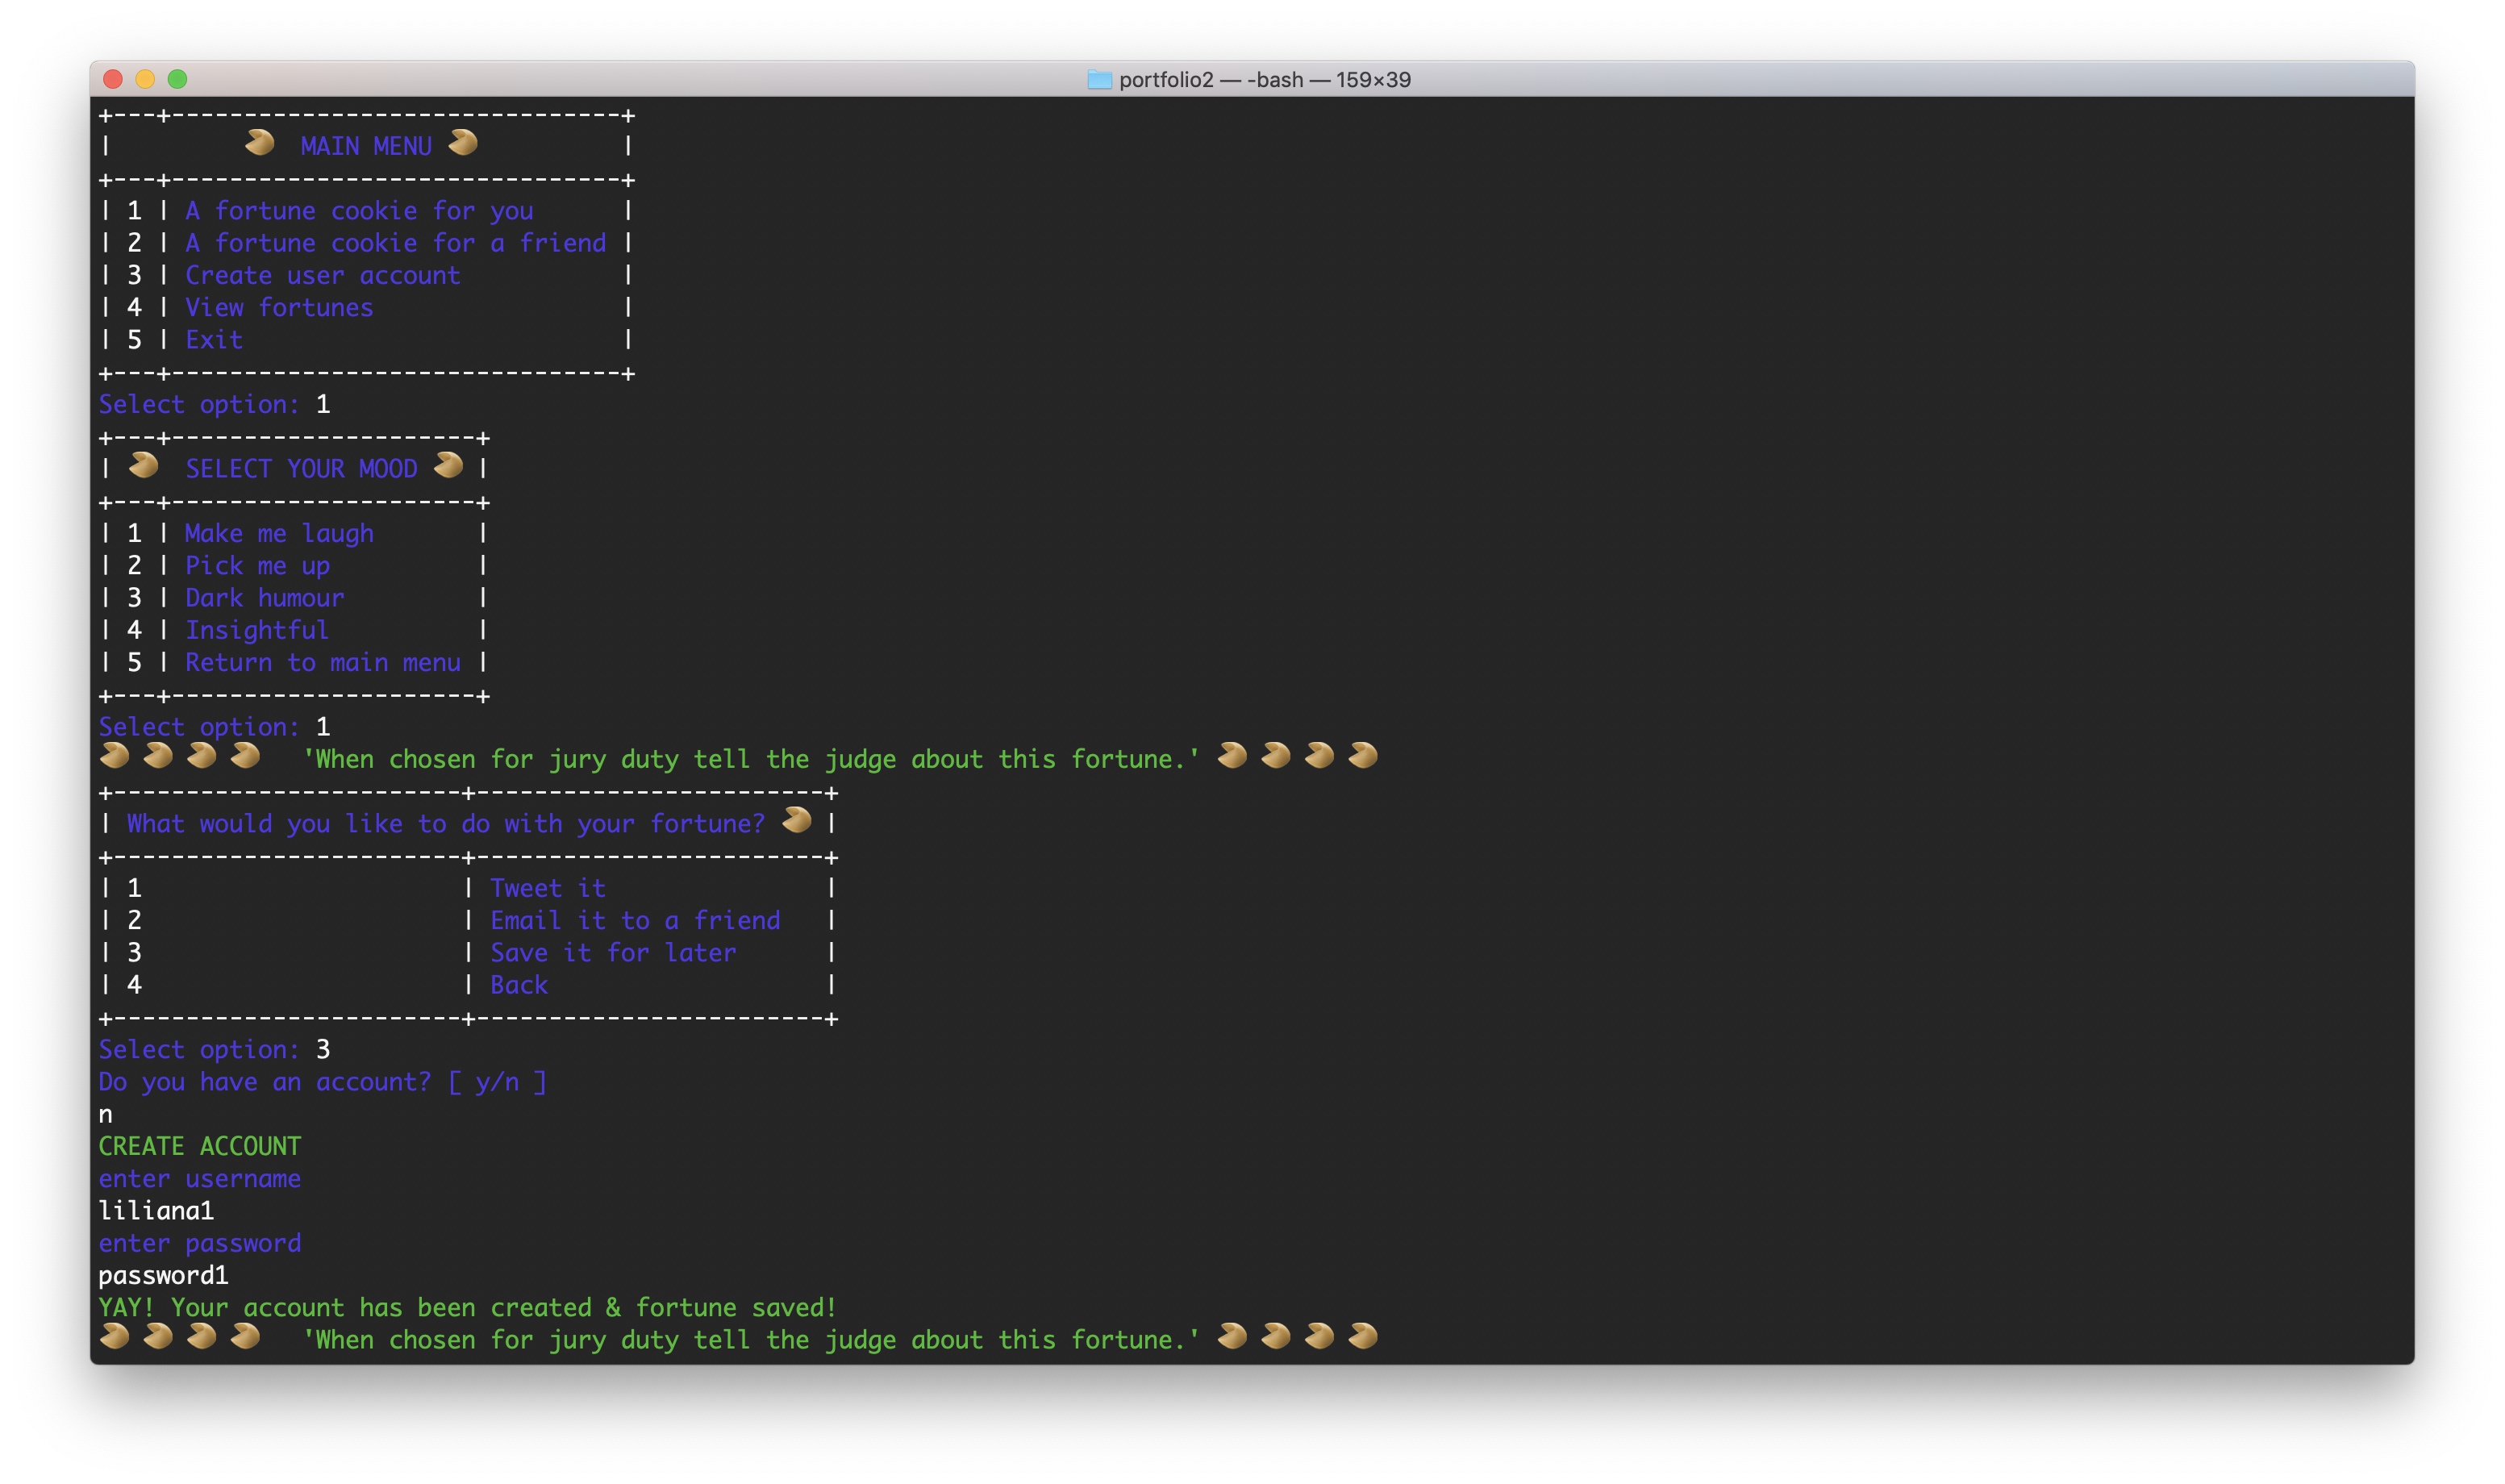 portfolio2 — -bash — 159×39
+---+-------------------------------+
| 🥠 MAIN MENU 🥠 |
+---+-------------------------------+
| 1 | A fortune cookie for you |
| 2 | A fortune cookie for a friend |
| 3 | Create user account |
| 4 | View fortunes |
| 5 | Exit |
+---+-------------------------------+
Select option: 1
+---+---------------------+
| 🥠 SELECT YOUR MOOD 🥠 |
+---+---------------------+
| 1 | Make me laugh |
| 2 | Pick me up |
| 3 | Dark humour |
| 4 | Insightful |
| 5 | Return to main menu |
+---+---------------------+
Select option: 1
🥠 🥠 🥠 🥠 'When chosen for jury duty tell the judge about this fortune.' 🥠 🥠 🥠 🥠
+------------------------+------------------------+
| What would you like to do with your fortune? 🥠 |
+------------------------+------------------------+
| 1 | Tweet it |
| 2 | Email it to a friend |
| 3 | Save it for later |
| 4 | Back |
+------------------------+------------------------+
Select option: 3
Do you have an account? [ y/n ]
n
CREATE ACCOUNT
enter username
liliana1
enter password
password1
YAY! Your account has been created & fortune saved!
🥠 🥠 🥠 🥠 'When chosen for jury duty tell the judge about this fortune.' 🥠 🥠 🥠 🥠